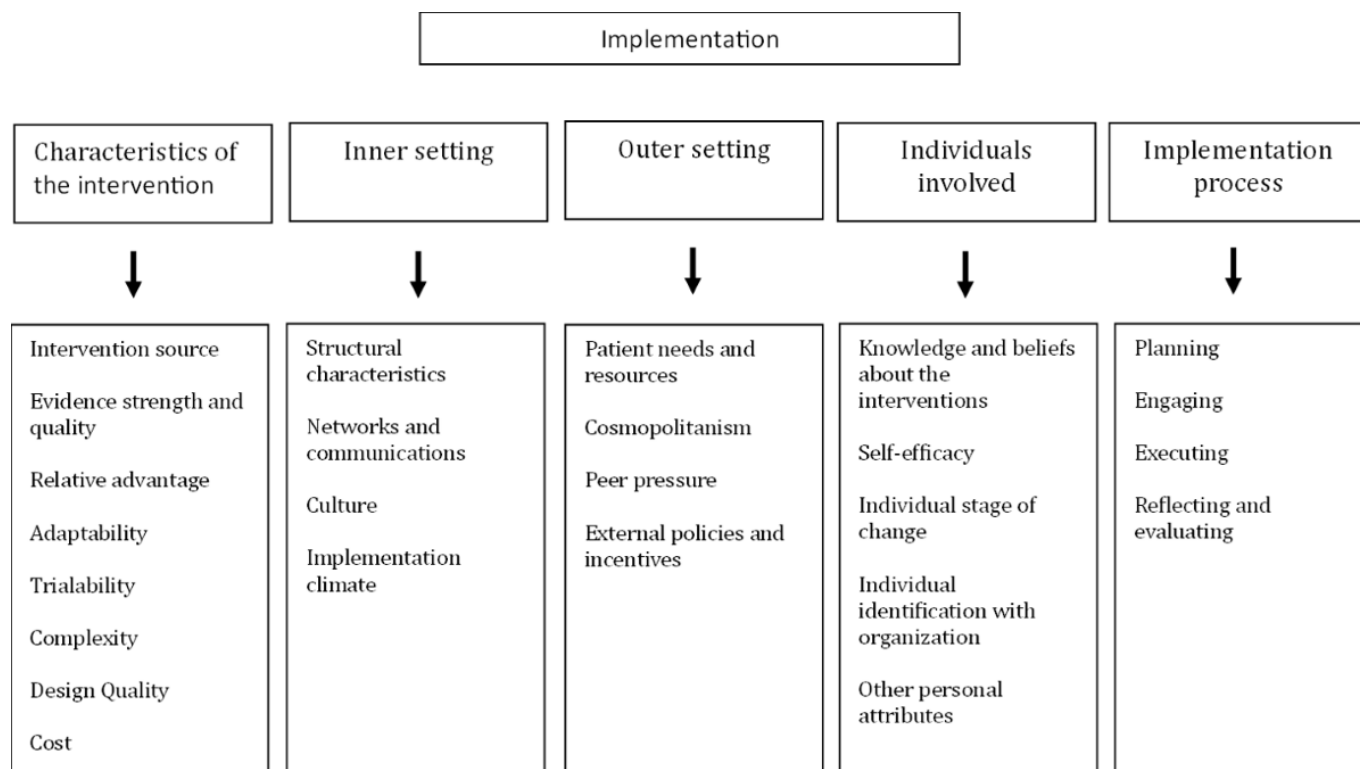 Implementation
Characteristics of
the intervention
Inner setting
Outer setting
Individuals
involved
Implementation
process
Intervention source
Evidence strength and
quality
Relative advantage
Adaptability
Trialability
Complexity
Design Quality
Cost
Structural
characteristics
Networks and
communications
Culture
Implementation
climate
Patient needs and
resources
Cosmopolitanism
Peer pressure
External policies and
incentives
Knowledge and beliefs
about the
interventions
Self-efficacy
Individual stage of
change
Individual
identification with
organization
Other personal
attributes
Planning
Engaging
Executing
Reflecting and
evaluating